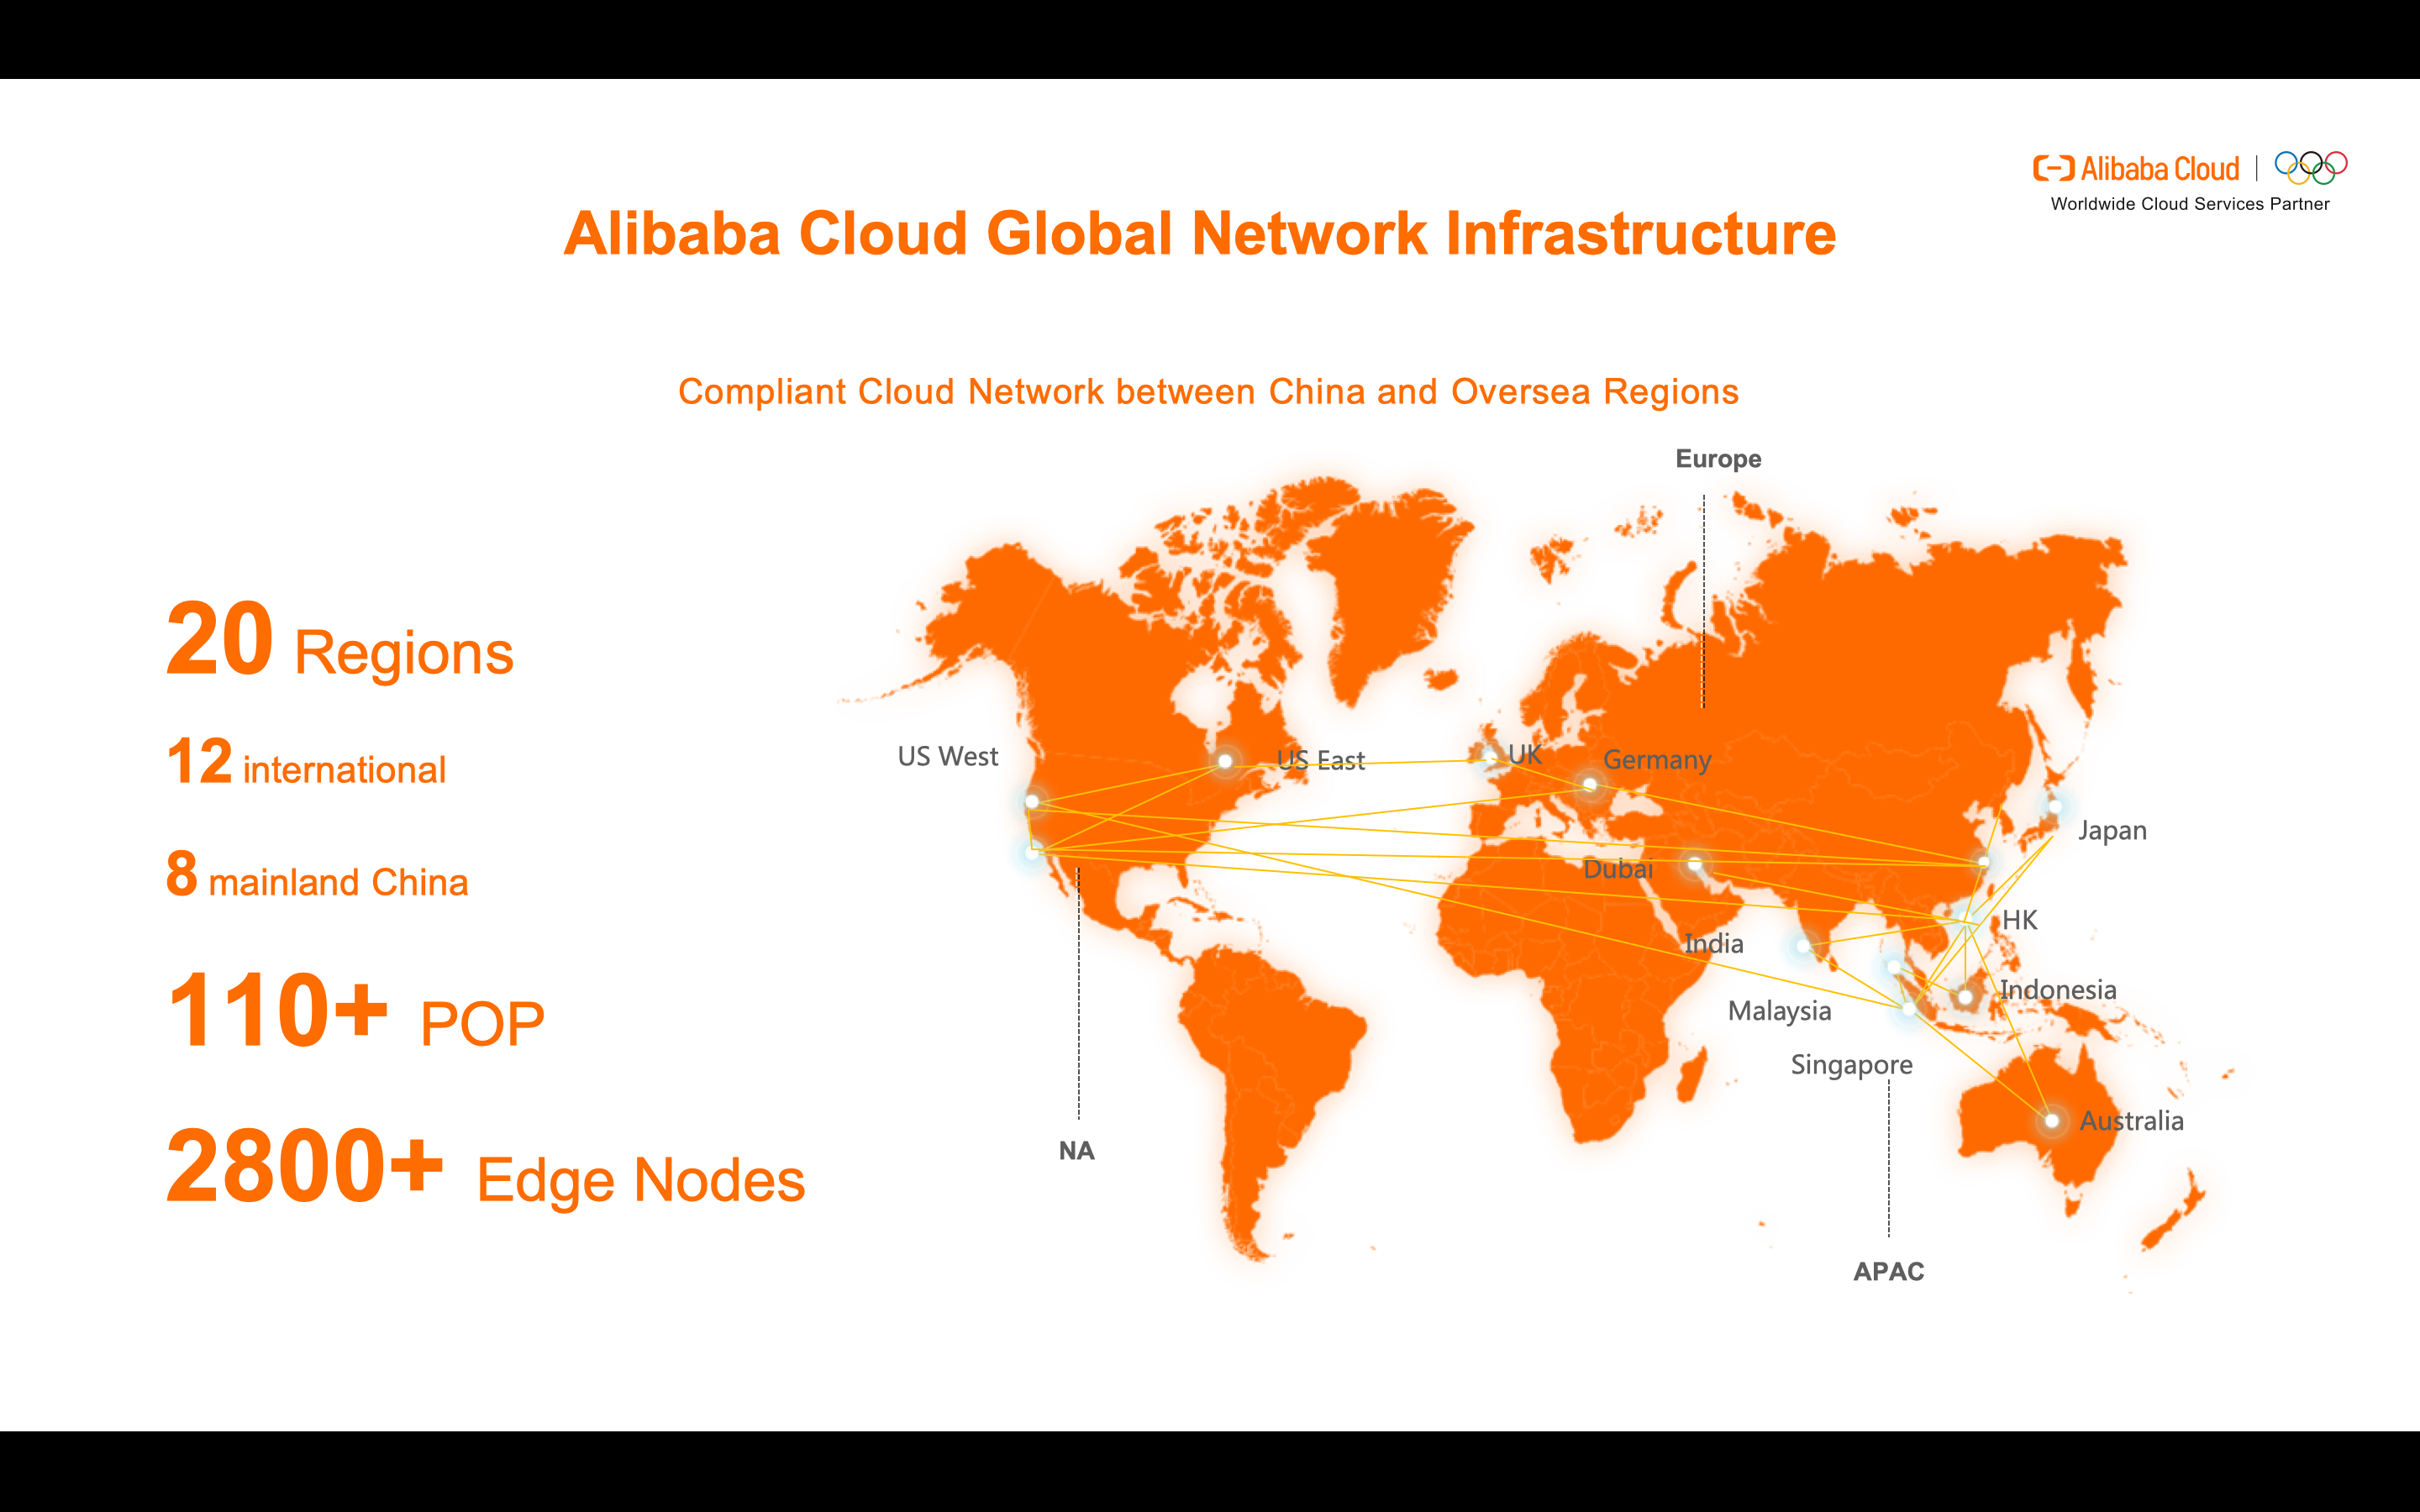 Alibaba Cloud
Worldwide Cloud Services Partner
Alibaba Cloud Global Network Infrastructure
Compliant Cloud Network between China and Oversea Regions
20 Regions
12 international
8 mainland China
110+ POP
2800+ Edge Nodes
Europe
US West
US East
UK
Germany
Japan
Dubai
HK
India
Indonesia
Malaysia
Singapore
Australia
NA
APAC